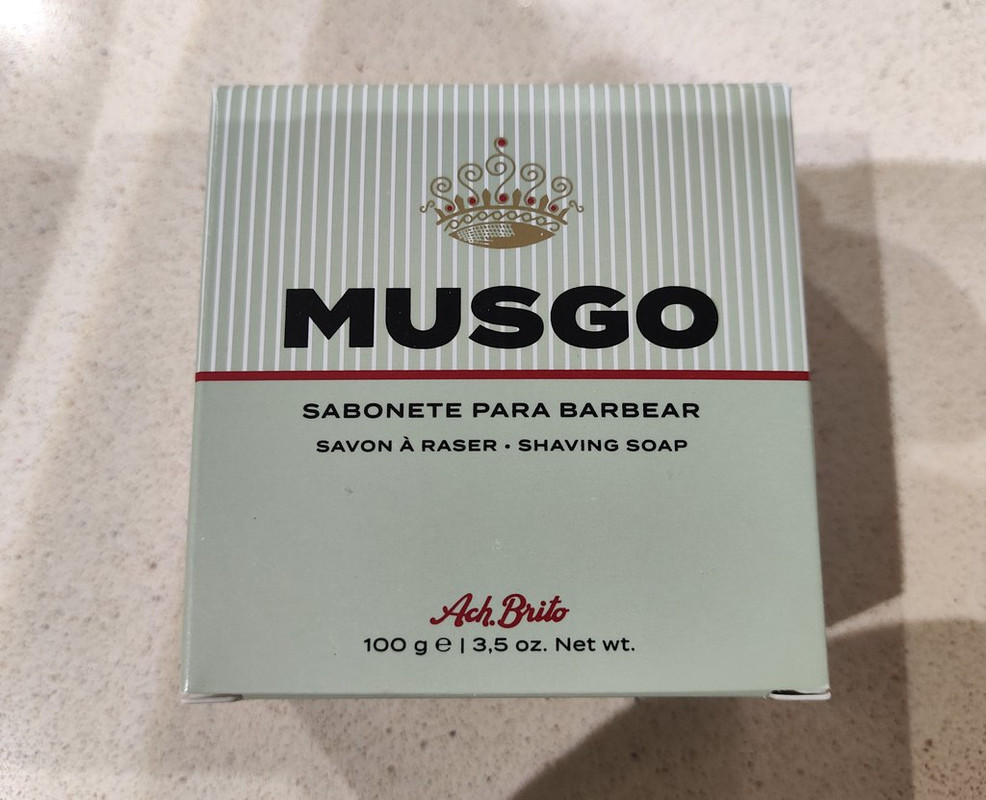 MUSGO
SABONETE PARA BARBEAR
SAVON À RASER • SHAVING SOAP
Ach. Brito
100 g ℮ | 3,5 oz. Net wt.